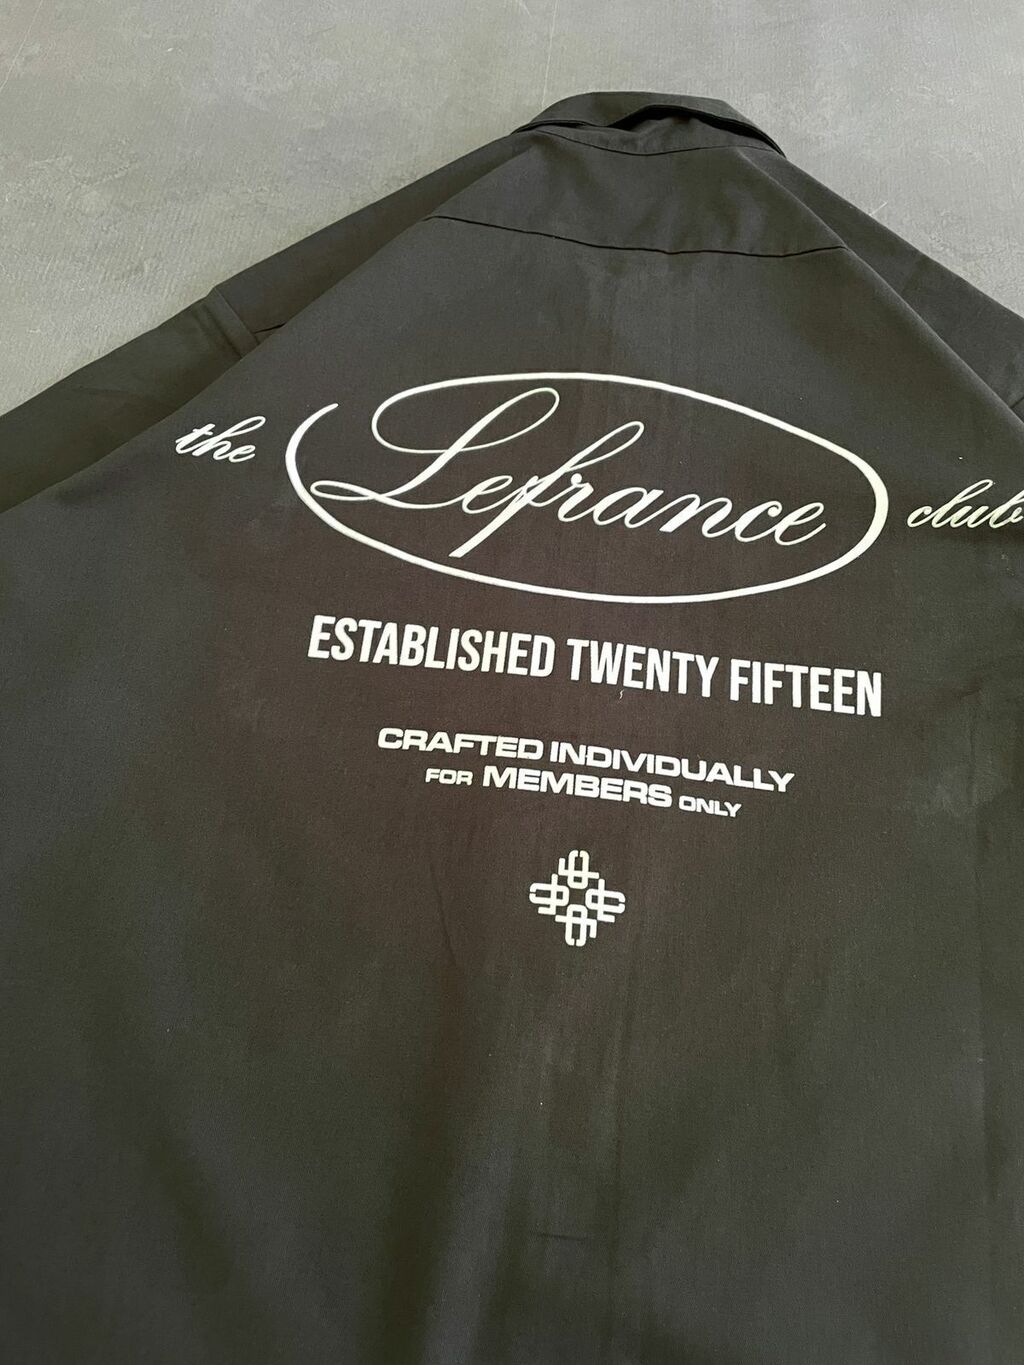 the Lefrance club
ESTABLISHED TWENTY FIFTEEN
CRAFTED INDIVIDUALLY
FOR MEMBERS ONLY